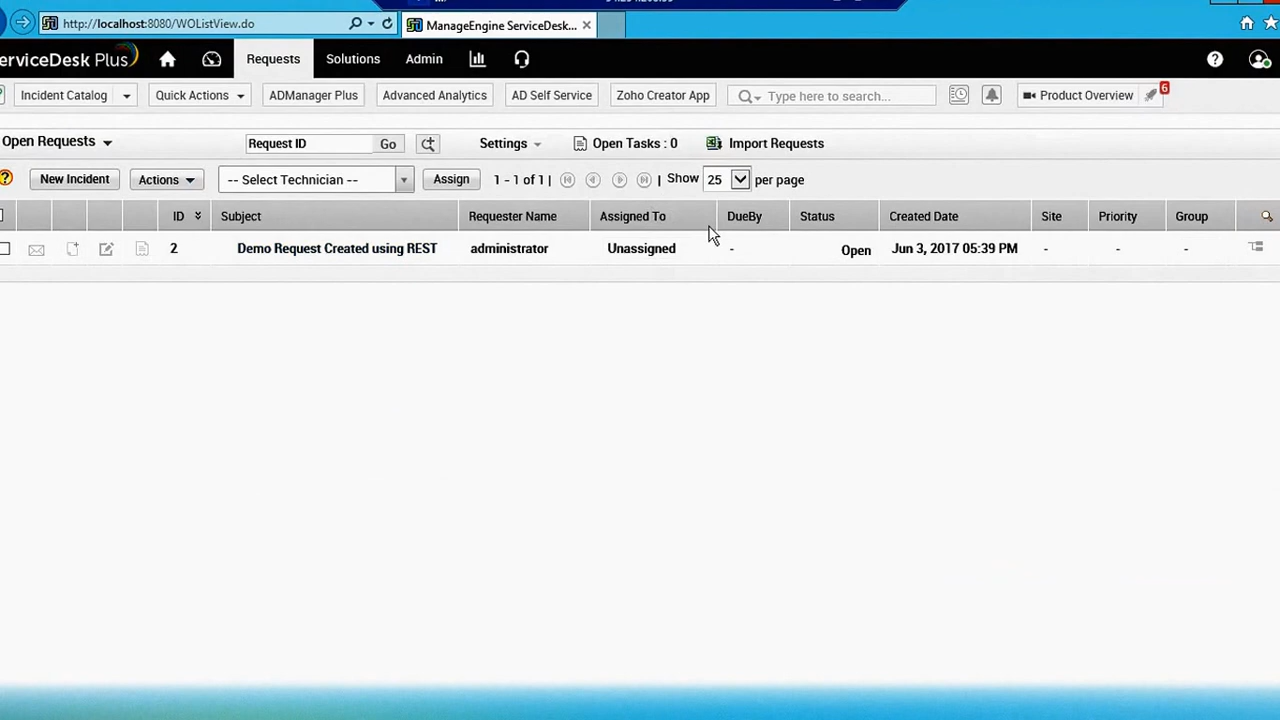 http://localhost:8080/WOListView.do
ManageEngine ServiceDesk...
erviceDesk Plus
Requests
Solutions
Admin
Incident Catalog
Quick Actions
ADManager Plus
Advanced Analytics
AD Self Service
Zoho Creator App
Type here to search...
Product Overview
6
Open Requests
Request ID
Go
Settings
Open Tasks : 0
Import Requests
New Incident
Actions
-- Select Technician --
Assign
1 - 1 of 1 |
| Show 25 per page
ID Subject Requester Name Assigned To DueBy Status Created Date Site Priority Group
2 Demo Request Created using REST administrator Unassigned - Open Jun 3, 2017 05:39 PM - - -